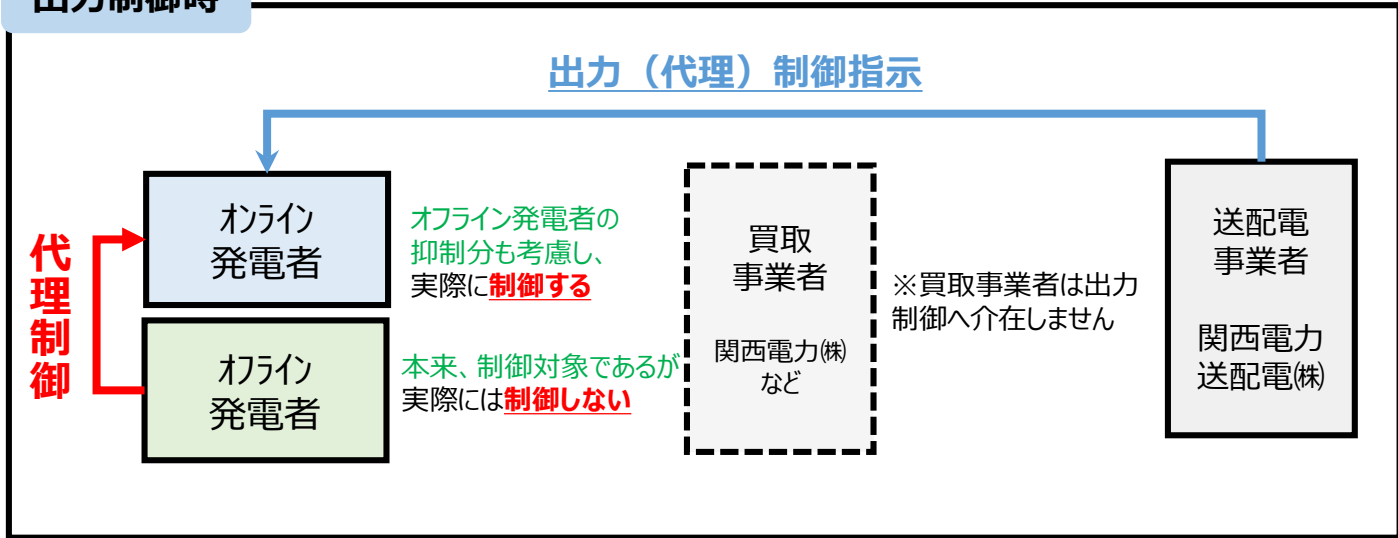 出力制御時
出力（代理）制御指示
代理制御
ｵﾝﾗｲﾝ
発電者
ｵﾌﾗｲﾝ発電者の
抑制分も考慮し、
実際に制御する
ｵﾌﾗｲﾝ
発電者
本来、制御対象であるが
実際には制御しない
買取
事業者
関西電力㈱
など
※買取事業者は出力
制御へ介在しません
送配電
事業者
関西電力
送配電㈱